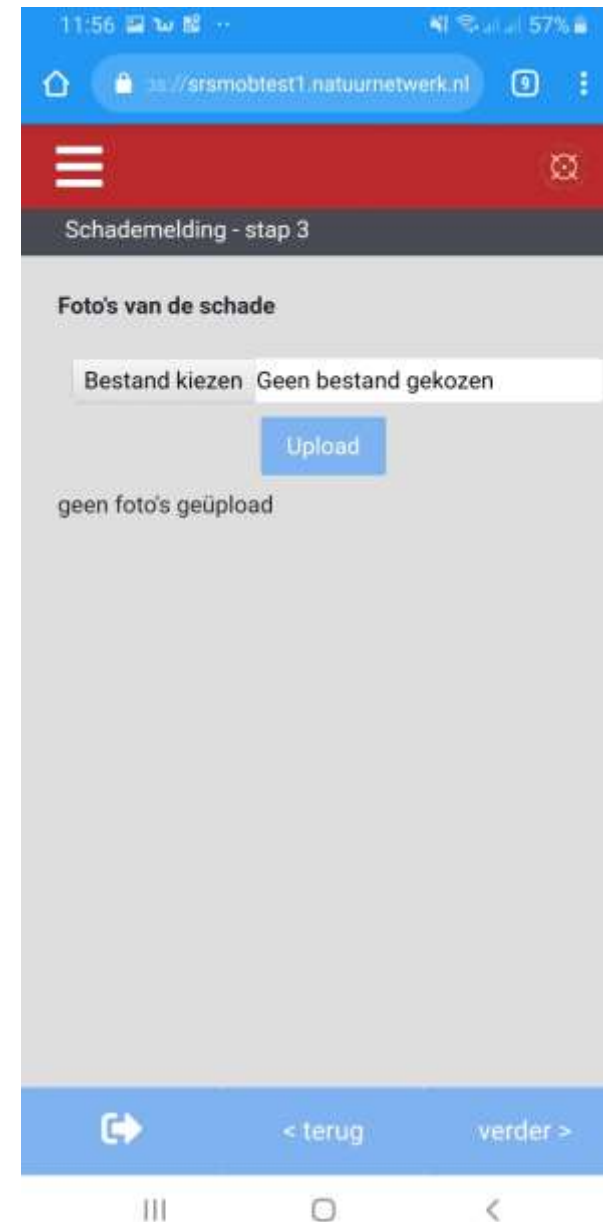 11:56 57%
://srsmobtest1.natuurnetwerk.nl 9
Schademelding - stap 3
Foto's van de schade
Bestand kiezen Geen bestand gekozen
Upload
geen foto's geüpload
< terug verder >